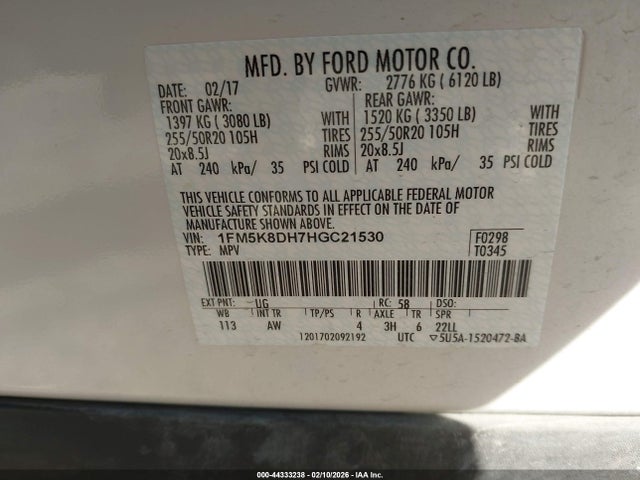 MFD. BY FORD MOTOR CO.
DATE: 02/17 GVWR: 2776 KG ( 6120 LB)
FRONT GAWR: REAR GAWR:
1397 KG ( 3080 LB) WITH 1520 KG ( 3350 LB) WITH
255/50R20 105H TIRES 255/50R20 105H TIRES
20x8.5J RIMS 20x8.5J RIMS
AT 240 kPa/ 35 PSI COLD AT 240 kPa/ 35 PSI COLD
THIS VEHICLE CONFORMS TO ALL APPLICABLE FEDERAL MOTOR
VEHICLE SAFETY STANDARDS IN EFFECT ON THE DATE OF
MANUFACTURE SHOWN ABOVE.
VIN: 1FM5K8DH7HGC21530 F0298
TYPE: MPV T0345
EXT PNT: UG RC: 58 DSO:
WB INT TR TP/PS R AXLE TR SPR
113 AW 4 3H 6 22LL
1201702092192 UTC ▽5U5A-1520472-BA
000-44333238 - 02/10/2026 - IAA Inc.